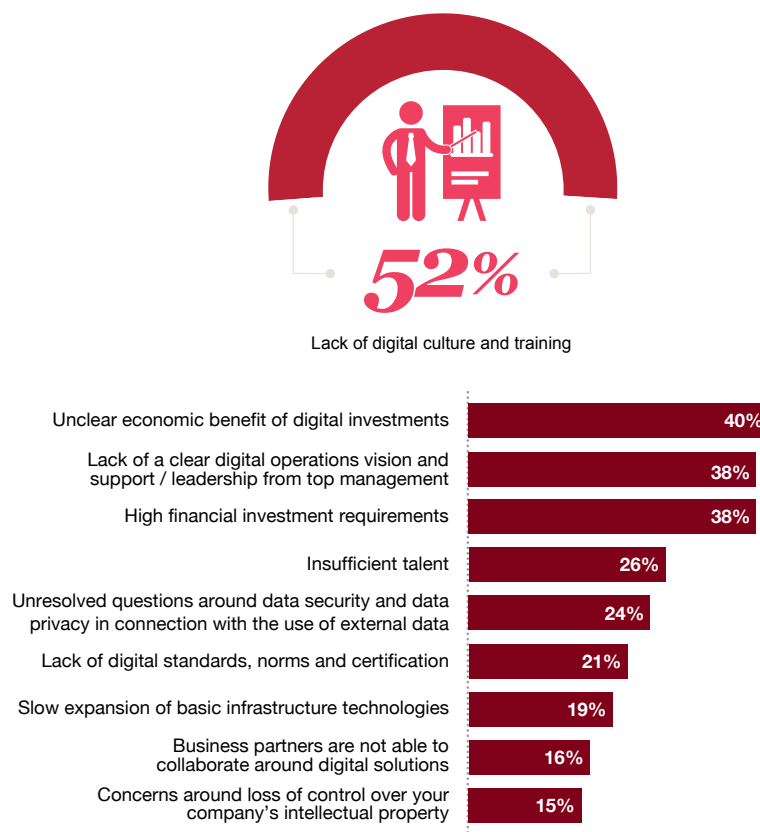 52%
Lack of digital culture and training
Unclear economic benefit of digital investments
40%
Lack of a clear digital operations vision and
support / leadership from top management
38%
High financial investment requirements
38%
Insufficient talent
26%
Unresolved questions around data security and data
privacy in connection with the use of external data
24%
Lack of digital standards, norms and certification
21%
Slow expansion of basic infrastructure technologies
19%
Business partners are not able to
collaborate around digital solutions
16%
Concerns around loss of control over your
company's intellectual property
15%